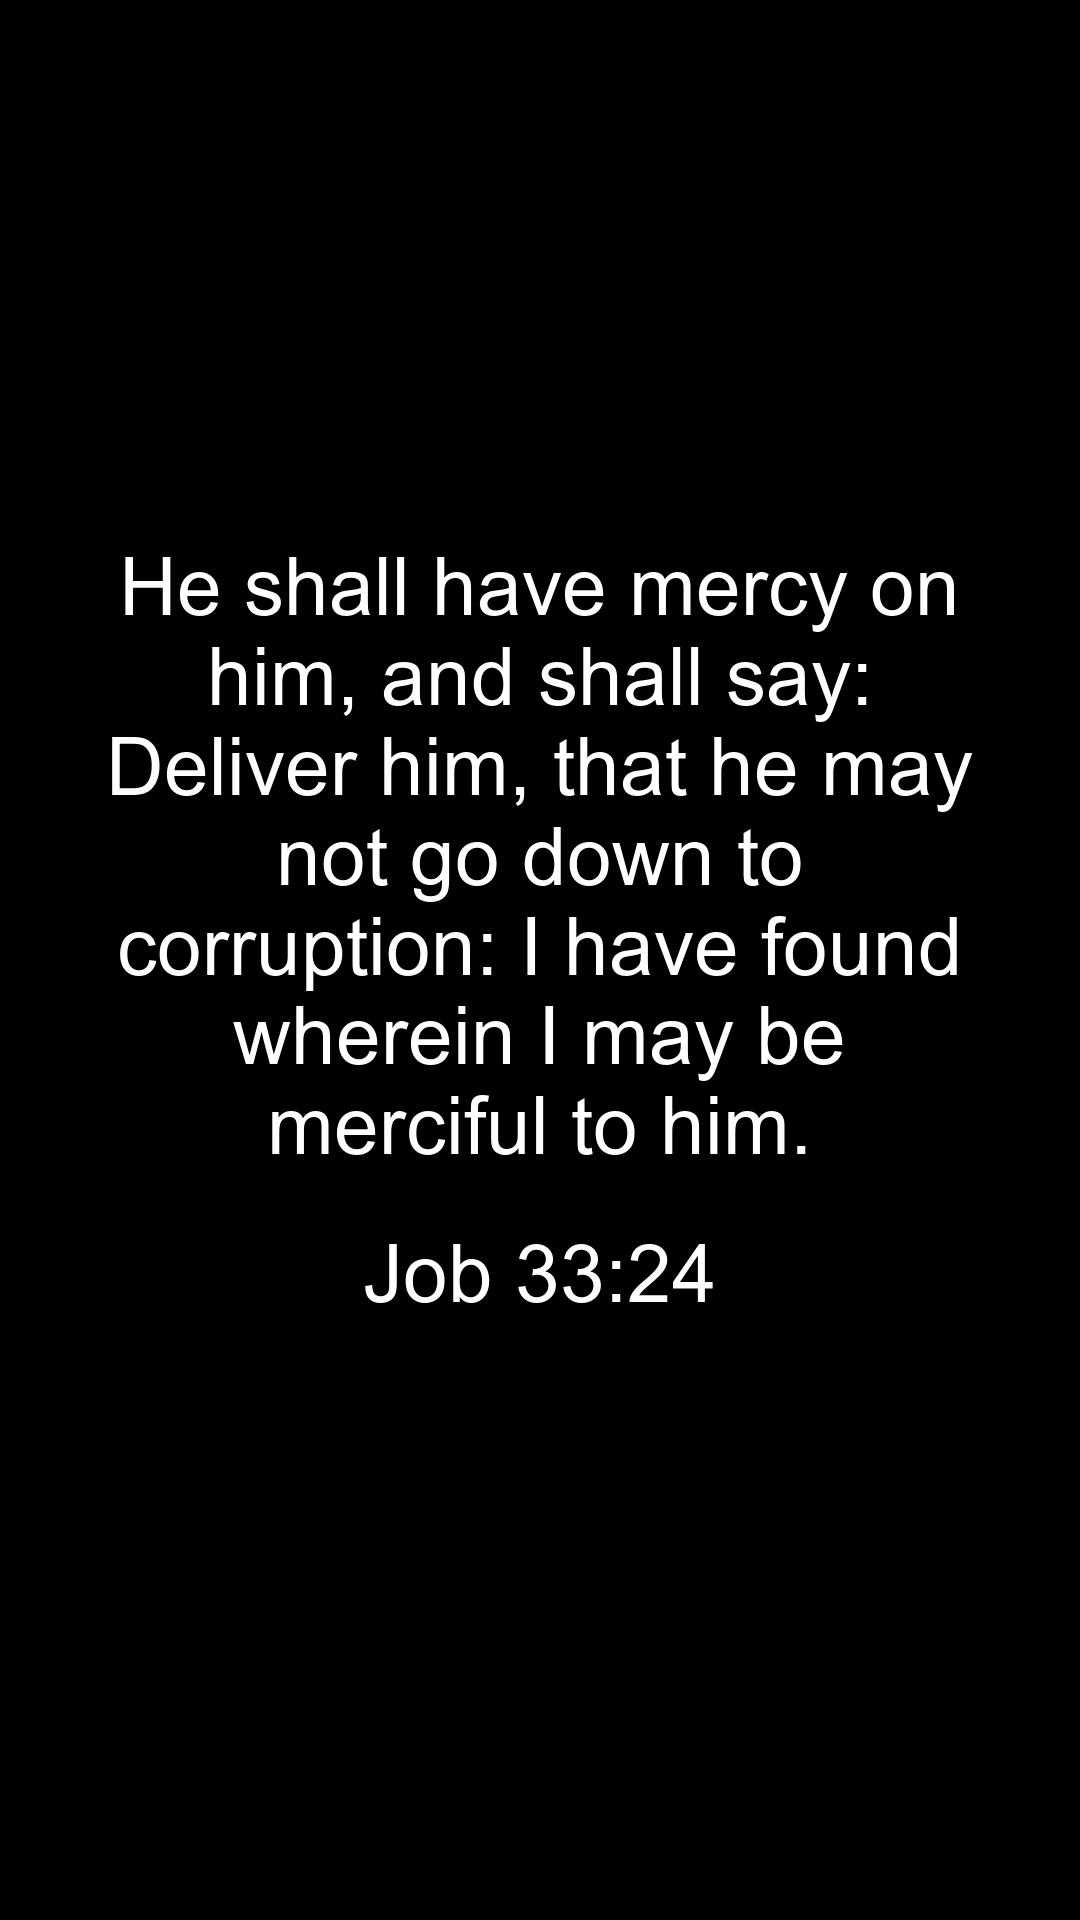 He shall have mercy on
him, and shall say:
Deliver him, that he may
not go down to
corruption: I have found
wherein I may be
merciful to him.
Job 33:24